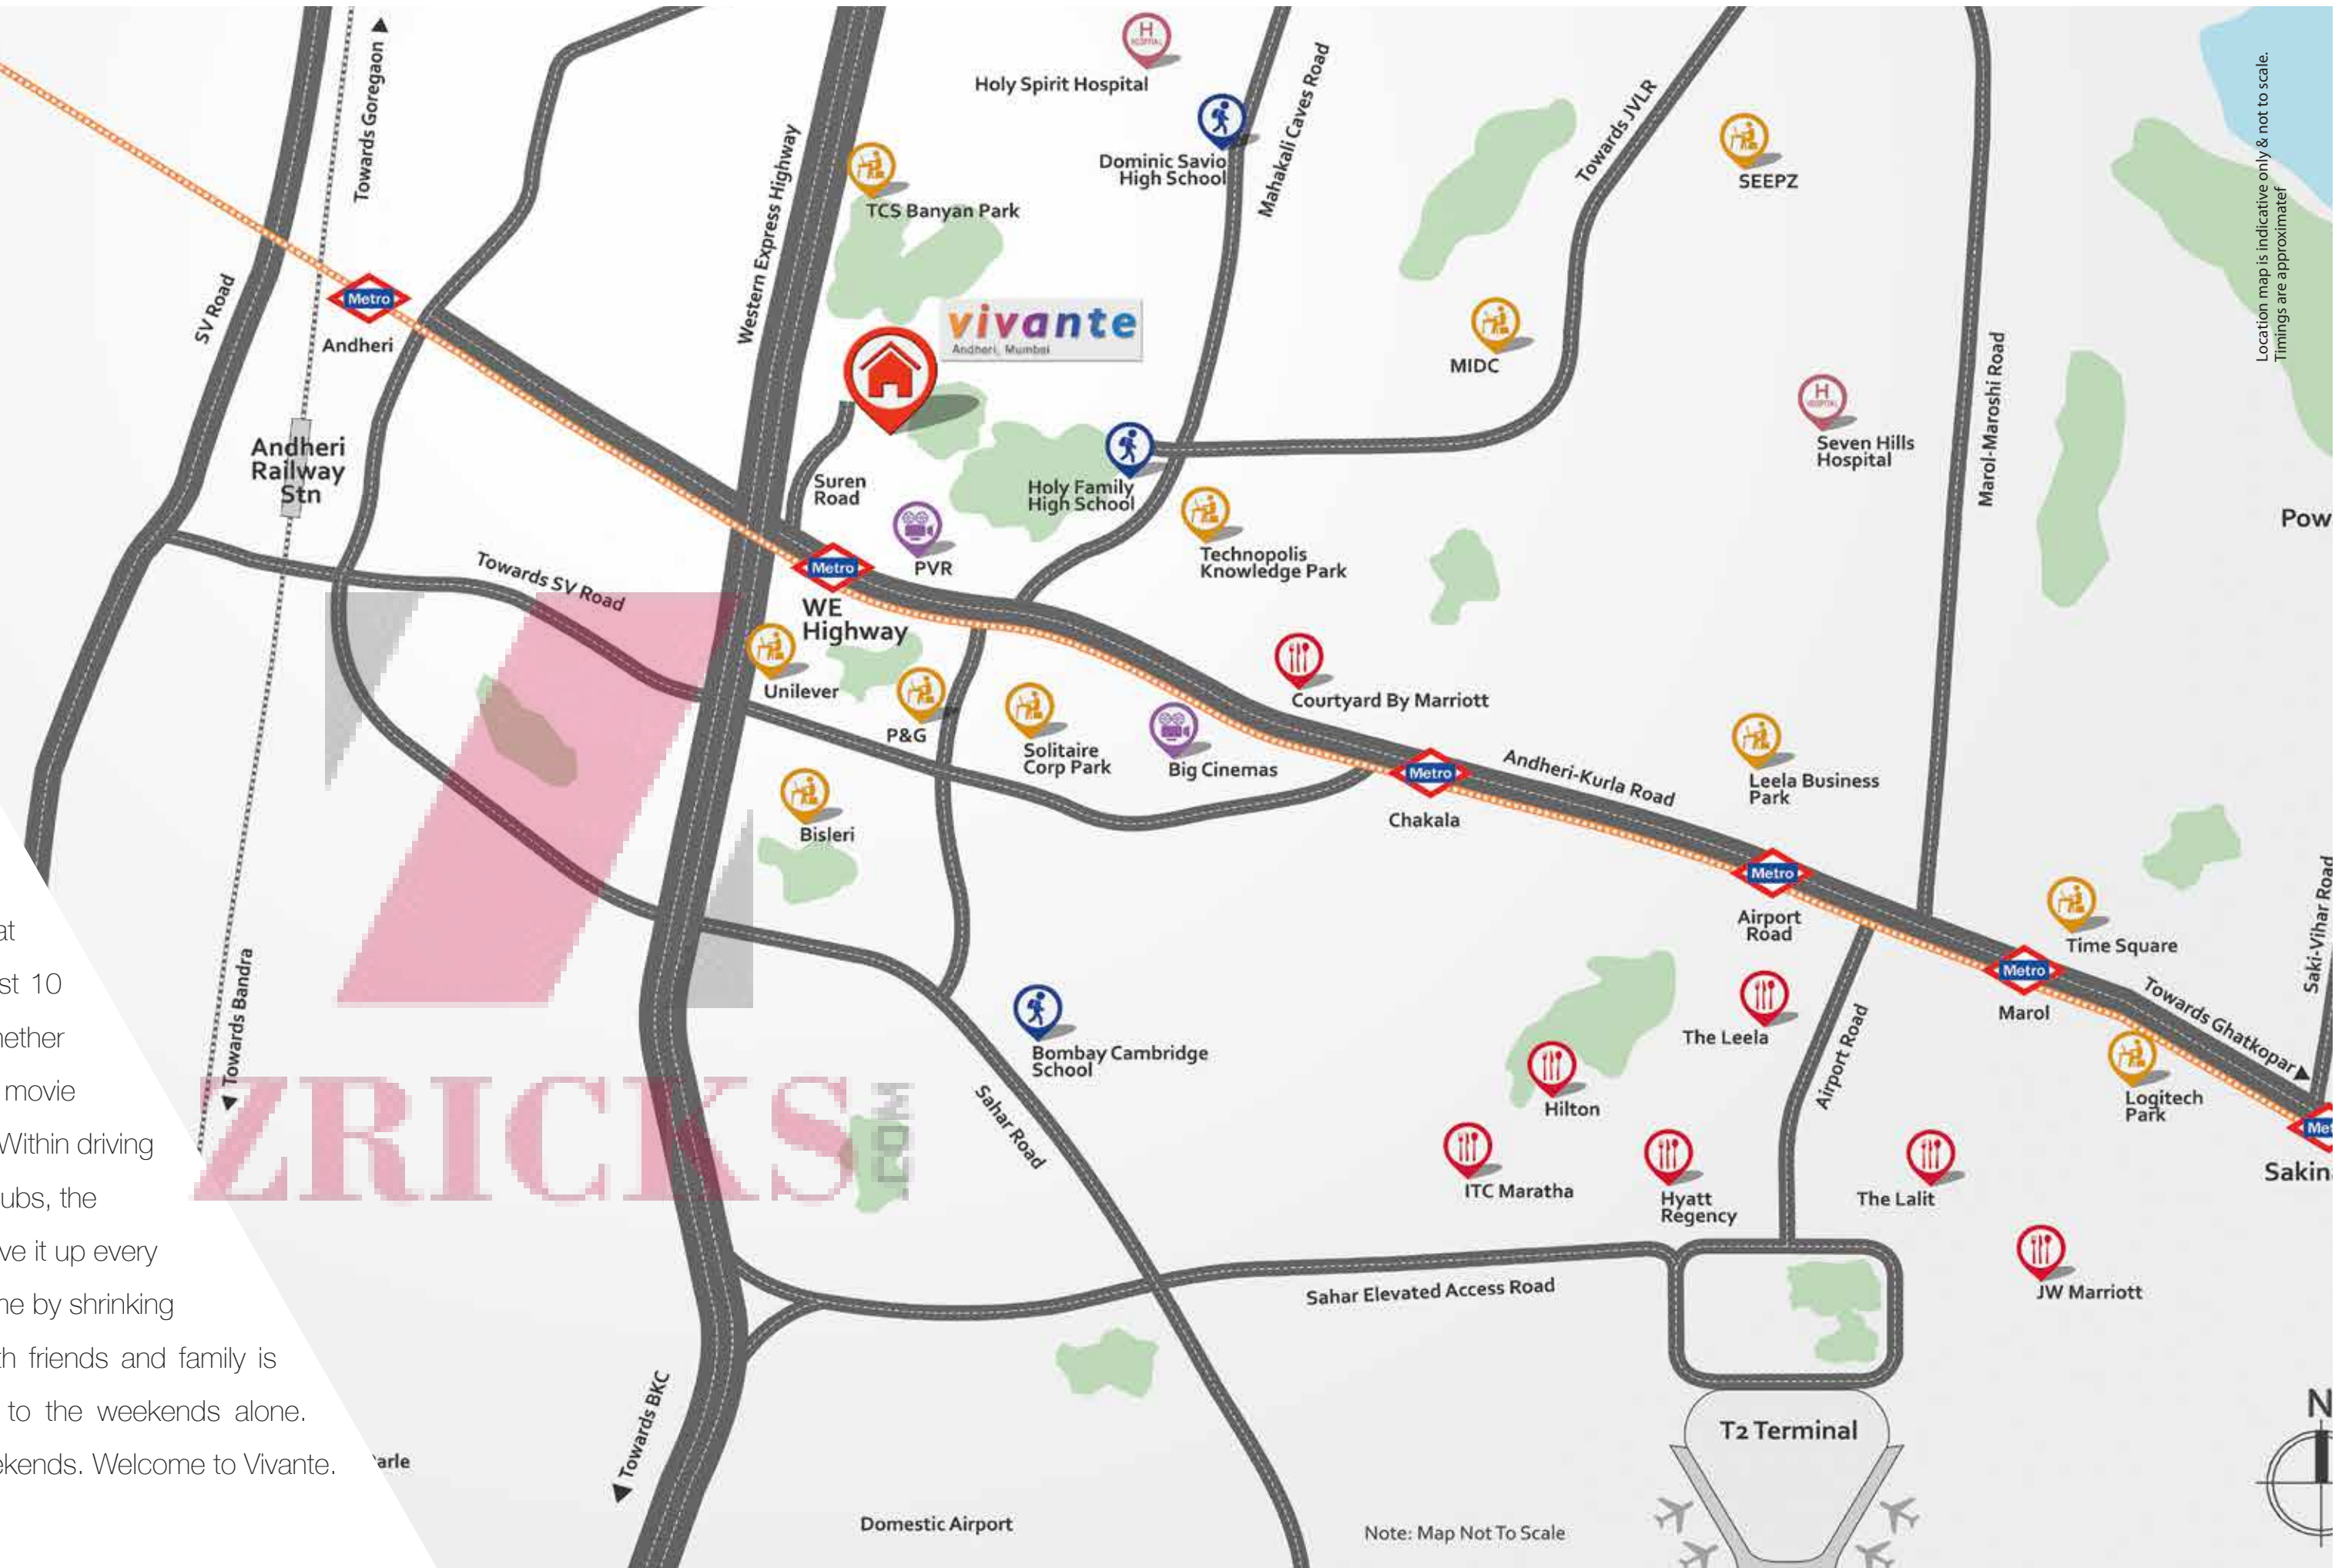 Towards Goregaon
SV Road
Metro
Andheri
Andheri
Railway
Stn
Western Express Highway
Holy Spirit Hospital
H
HOSPITAL
Dominic Savio
High School
Mahakali Caves Road
TCS Banyan Park
vivante
Andheri, Mumbai
Towards JVLR
SEEPZ
MIDC
Location map is indicative only & not to scale.
Timings are approximatef
Marol-Maroshi Road
H
HOSPITAL
Seven Hills
Hospital
Pow
Suren
Road
PVR
Holy Family
High School
Technopolis
Knowledge Park
Towards SV Road
Metro
WE
Highway
Unilever
P&G
Solitaire
Corp Park
Big Cinemas
Courtyard By Marriott
Bisleri
Metro
Chakala
Andheri-Kurla Road
Leela Business
Park
Metro
Airport
Road
Time Square
Metro
Marol
Towards Ghatkopar
Saki-Vihar Road
Logitech
Park
Met
Sakin
Towards Bandra
Bombay Cambridge
School
Sahar Road
The Leela
Airport Road
Hilton
ITC Maratha
Hyatt
Regency
The Lalit
JW Marriott
Sahar Elevated Access Road
ZRICKS
.COM
at
st 10
nether
movie
Within driving
ubs, the
ve it up every
ne by shrinking
th friends and family is
to the weekends alone.
ekends. Welcome to Vivante.
arle
Towards BKC
Domestic Airport
Note: Map Not To Scale
T2 Terminal
N